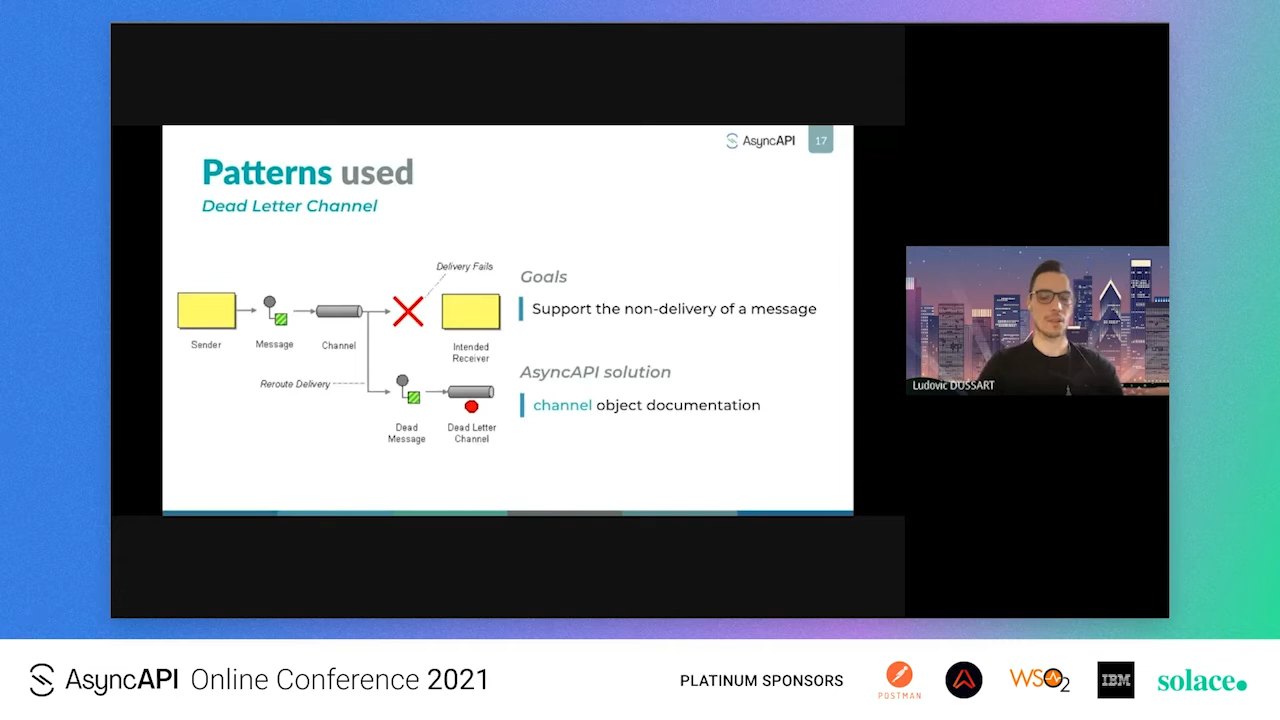 AsyncAPI 17
Patterns used
Dead Letter Channel
Delivery Fails
Sender
Message
Channel
Intended
Receiver
Reroute Delivery
Dead
Message
Dead Letter
Channel
Goals
Support the non-delivery of a message
AsyncAPI solution
channel object documentation
Ludovic DUSSART
AsyncAPI Online Conference 2021
PLATINUM SPONSORS
POSTMAN
WSO2
IBM
solace.